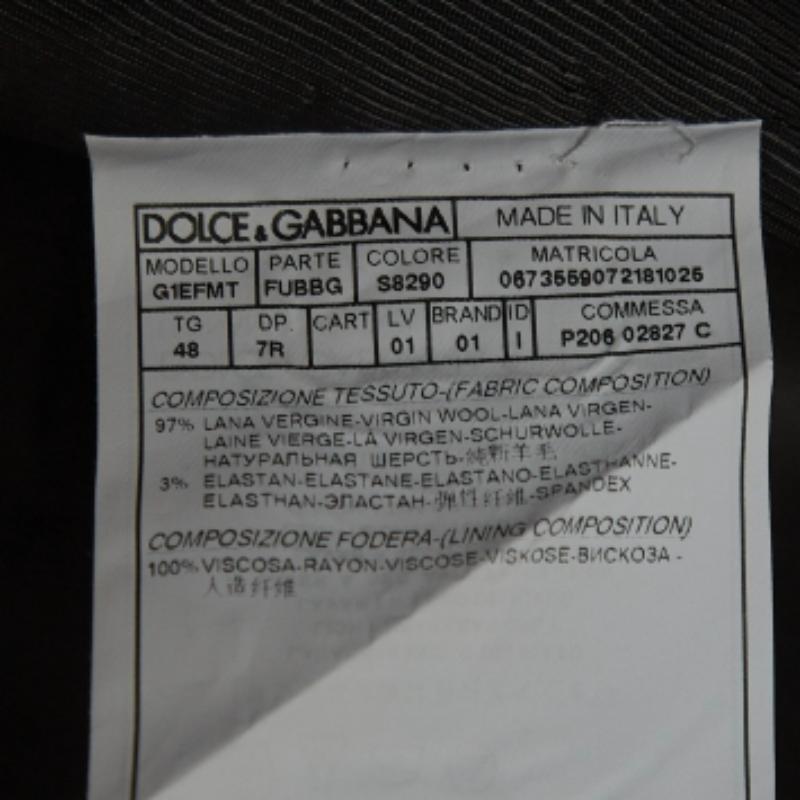 DOLCE & GABBANA MADE IN ITALY
MODELLO PARTE COLORE MATRICOLA
G1EFMT FUBBG S8290 0673559072181025
TG DP. CART LV BRAND ID COMMESSA
48 7R 01 01 I P206 02827 C
COMPOSIZIONE TESSUTO-(FABRIC COMPOSITION)
97% LANA VERGINE-VIRGIN WOOL-LANA VIRGEN-
LAINE VIERGE-LÃ VIRGEN-SCHURWOLLE-
НАТУРАЛЬНАЯ ШЕРСТЬ-純新羊毛
3% ELASTAN-ELASTANE-ELASTANO-ELASTHANNE-
ELASTHAN-ЭЛАСТАН-弹性纤维-SPANDEX
COMPOSIZIONE FODERA-(LINING COMPOSITION)
100% VISCOSA-RAYON-VISCOSE-VISKOSE-ВИСКОЗА -
人造纤维